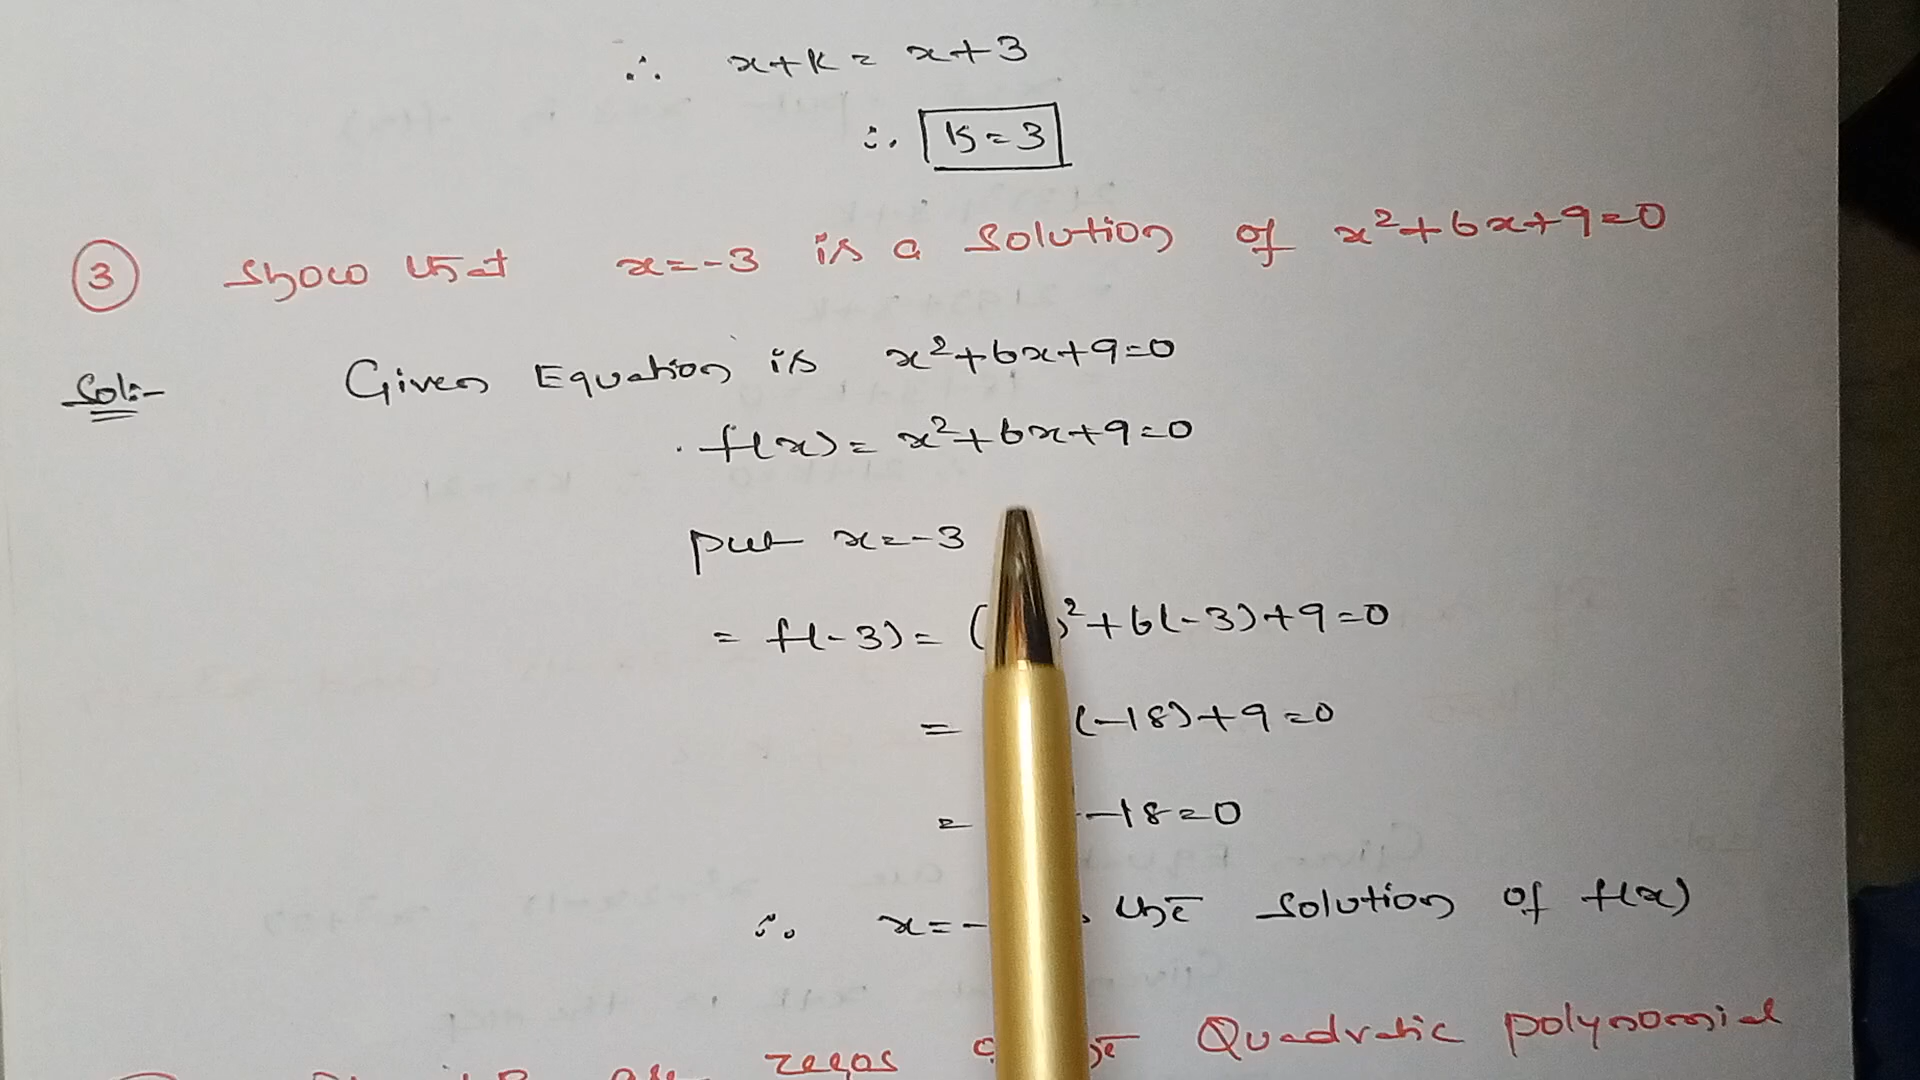 ∴ x+k = x+3
∴ k=3
③ Show that x=-3 is a solution of x²+6x+9=0
Sol:- Given Equation is x²+6x+9=0
f(x) = x²+6x+9=0
put x=-3
= f(-3) = ( )²+6(-3)+9=0
= (-18)+9=0
= -18=0
∴ x=- the solution of f(x)
are zeros Quadratic polynomial